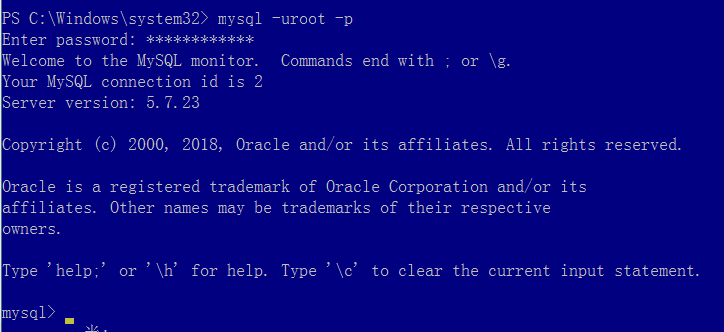 PS C:\Windows\system32> mysql -uroot -p
Enter password: ************
Welcome to the MySQL monitor.  Commands end with ; or \g.
Your MySQL connection id is 2
Server version: 5.7.23
Copyright (c) 2000, 2018, Oracle and/or its affiliates. All rights reserved.
Oracle is a registered trademark of Oracle Corporation and/or its
affiliates. Other names may be trademarks of their respective
owners.
Type 'help;' or '\h' for help. Type '\c' to clear the current input statement.
mysql>